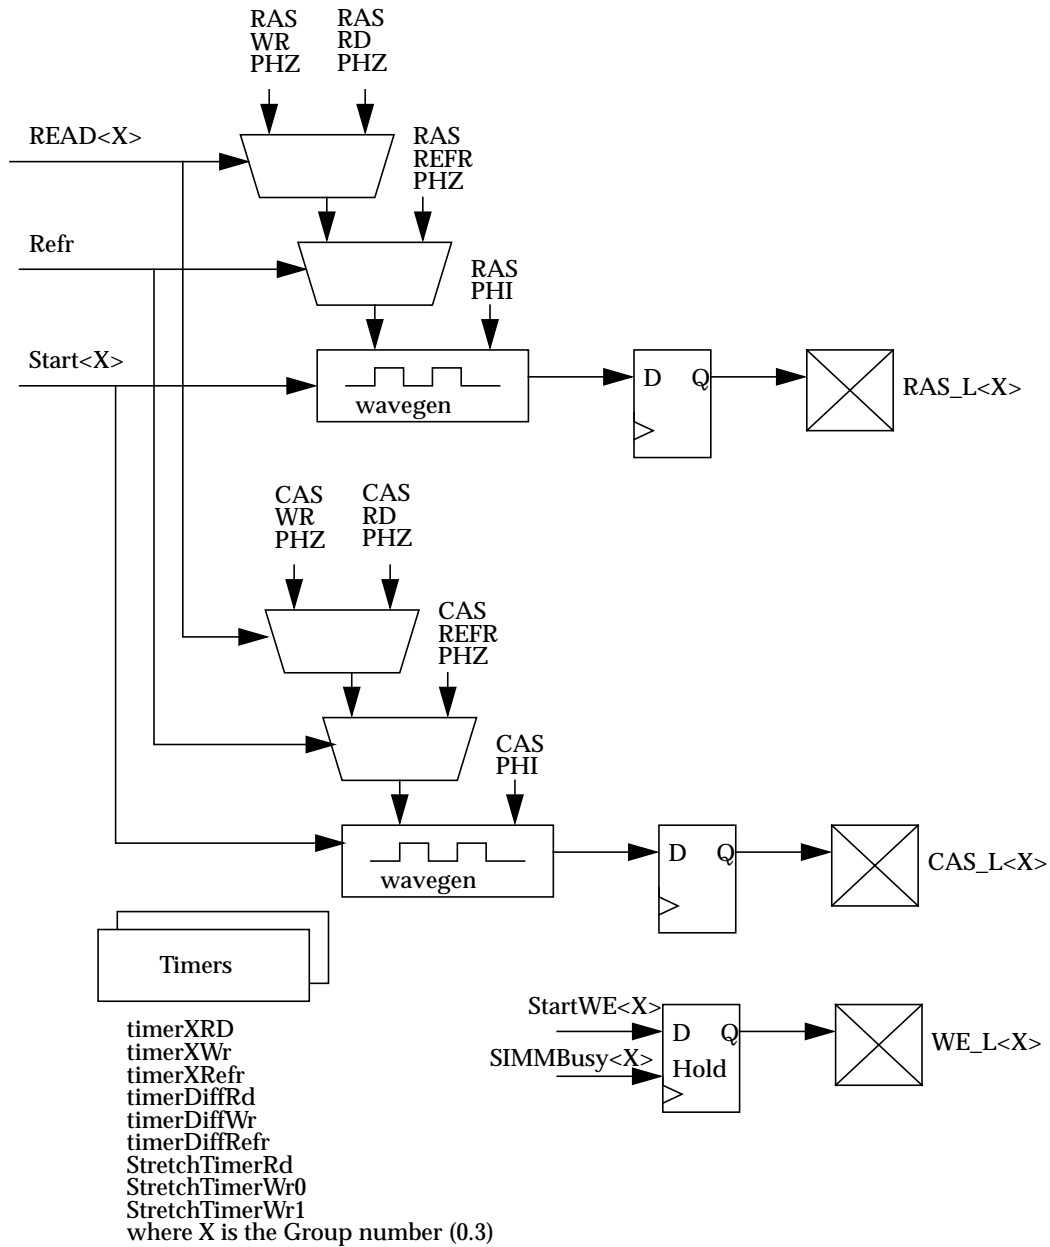 RAS
WR
PHZ
RAS
RD
PHZ
READ<X>
RAS
REFR
PHZ
Refr
RAS
PHI
Start<X>
wavegen
D Q
RAS_L<X>
CAS
WR
PHZ
CAS
RD
PHZ
CAS
REFR
PHZ
CAS
PHI
wavegen
D Q
CAS_L<X>
Timers
timerXRD
timerXWr
timerXRefr
timerDiffRd
timerDiffWr
timerDiffRefr
StretchTimerRd
StretchTimerWr0
StretchTimerWr1
where X is the Group number (0.3)
StartWE<X>
SIMMBusy<X>
D Q
Hold
WE_L<X>